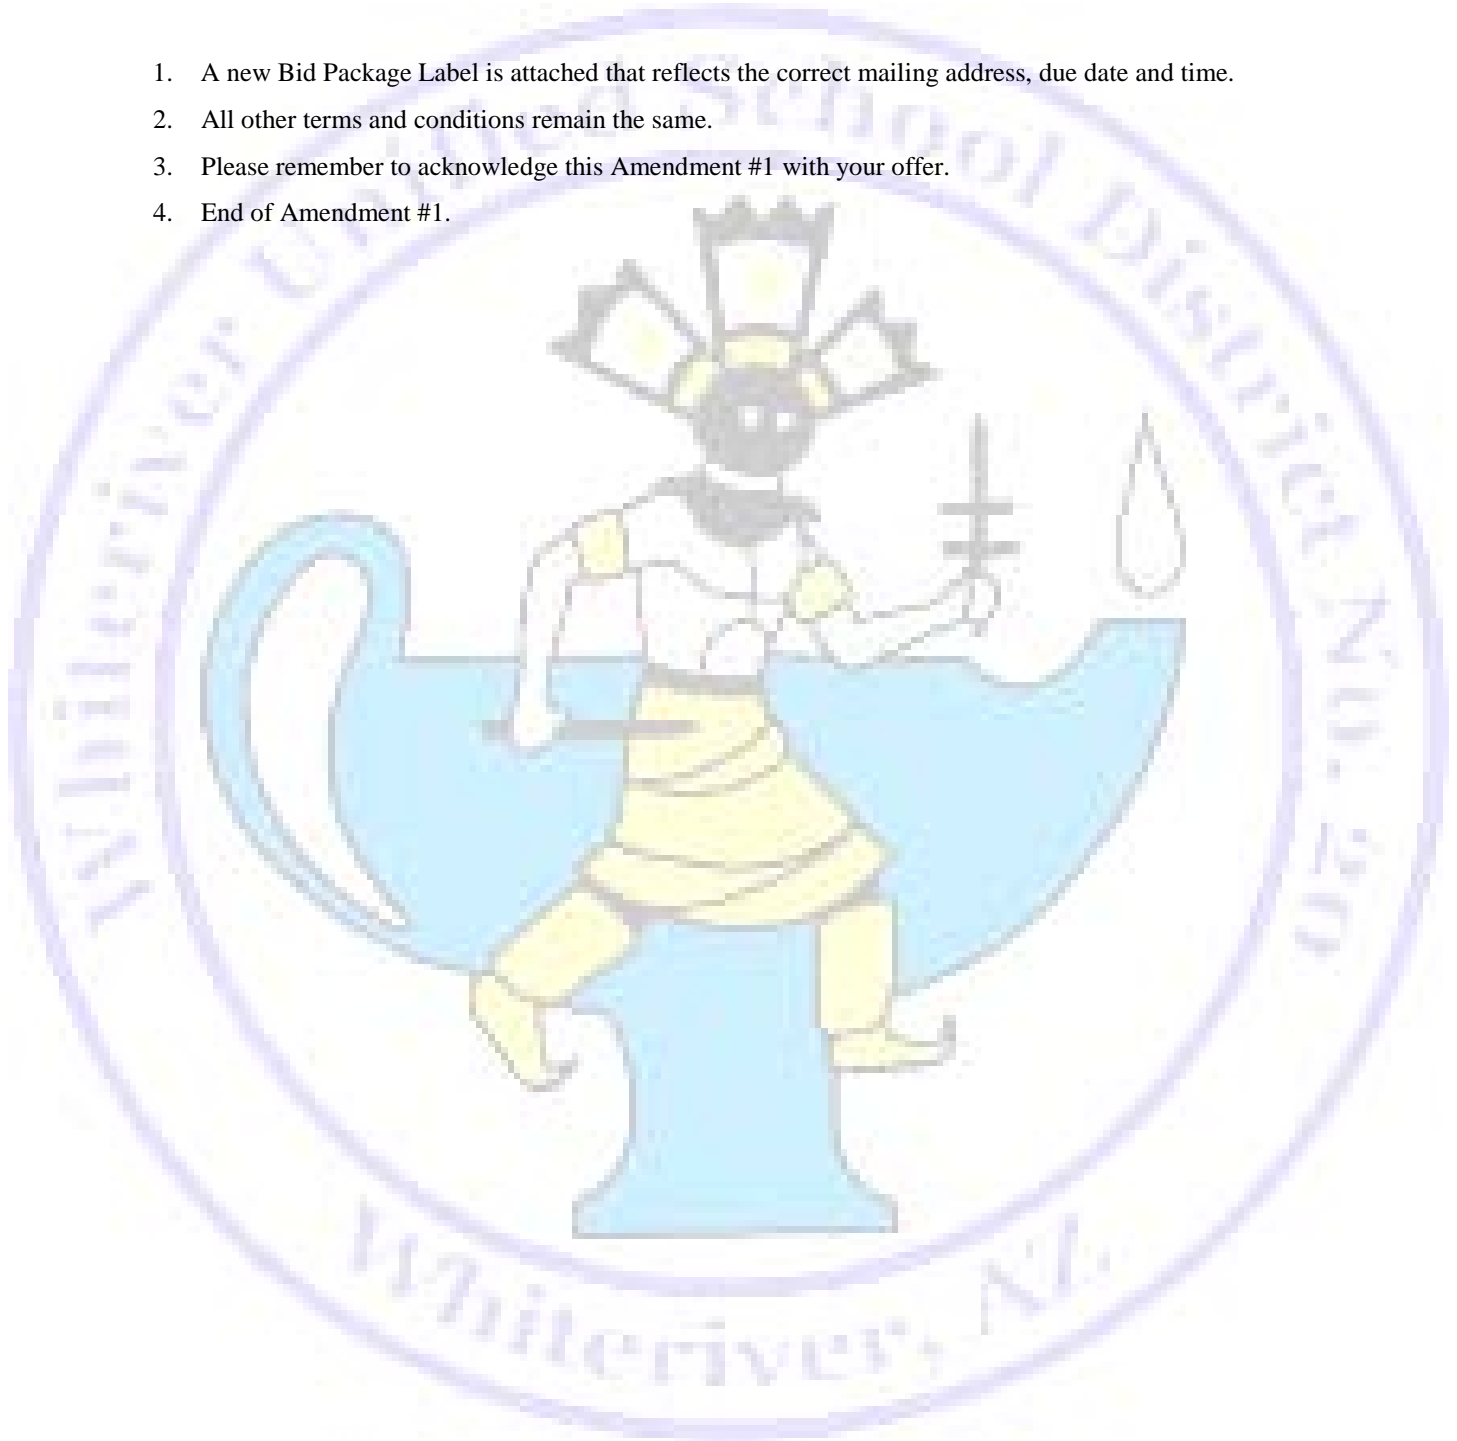 1. A new Bid Package Label is attached that reflects the correct mailing address, due date and time.
2. All other terms and conditions remain the same.
3. Please remember to acknowledge this Amendment #1 with your offer.
4. End of Amendment #1.
Whiteriver Unified School District No. 20
Whiteriver, AZ.